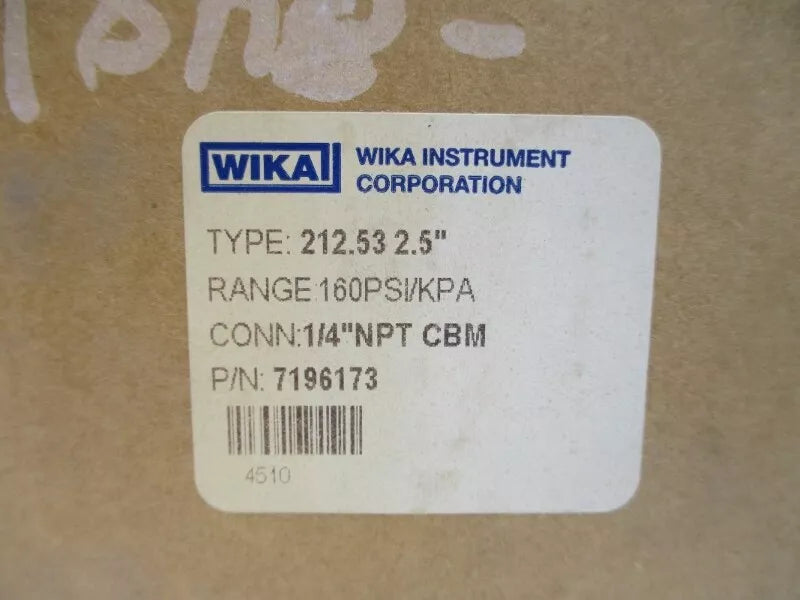 WIKA
WIKA INSTRUMENT
CORPORATION
TYPE: 212.53 2.5"
RANGE:160PSI/KPA
CONN:1/4"NPT CBM
P/N: 7196173
4510